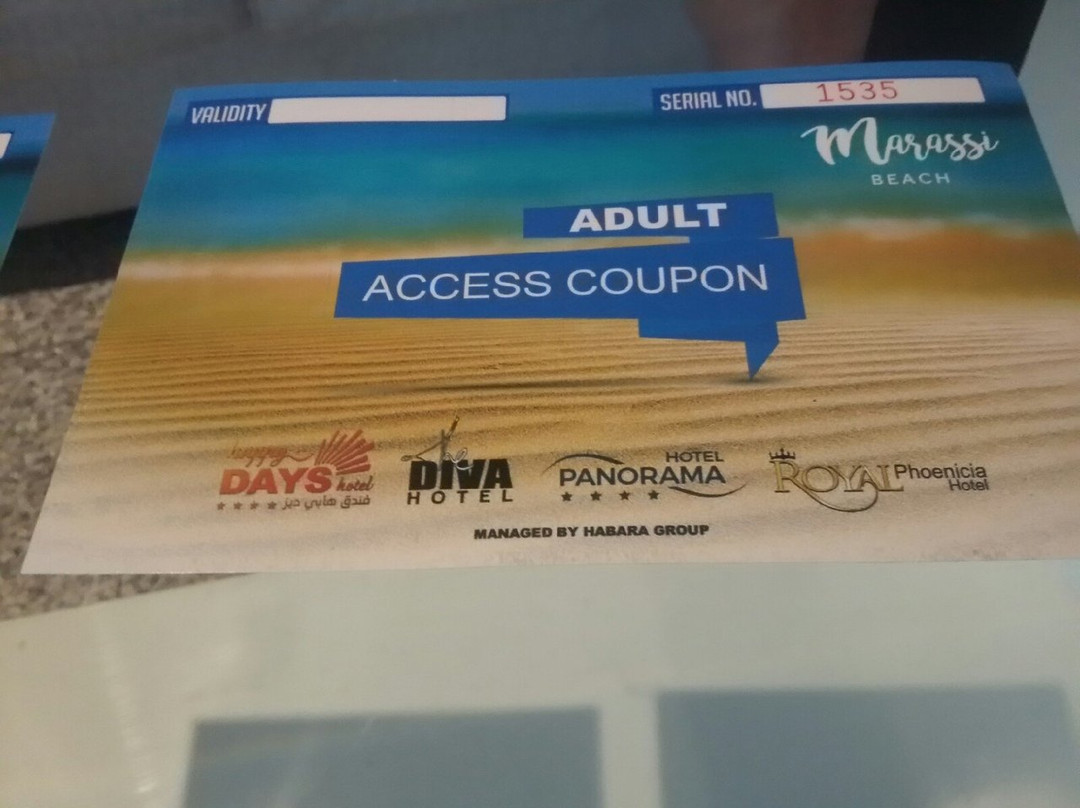 VALIDITY
SERIAL NO. 1535
Marassi
BEACH
ADULT
ACCESS COUPON
happy
DAYS
hotel
فندق هابي ديز
The
DIVA
HOTEL
HOTEL
PANORAMA
ROYAL Phoenicia
Hotel
MANAGED BY HABARA GROUP